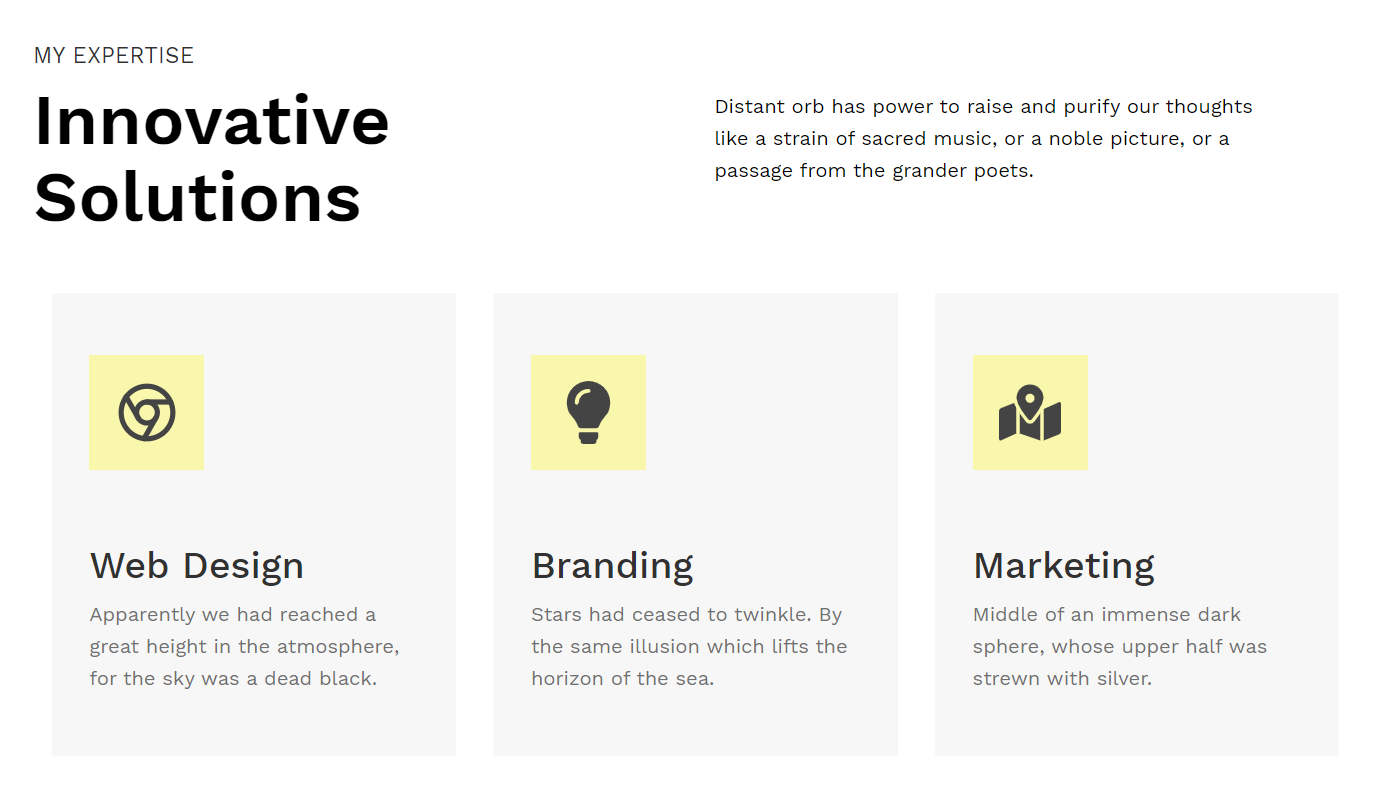 MY EXPERTISE
Innovative
Solutions
Distant orb has power to raise and purify our thoughts
like a strain of sacred music, or a noble picture, or a
passage from the grander poets.
Web Design
Apparently we had reached a
great height in the atmosphere,
for the sky was a dead black.
Branding
Stars had ceased to twinkle. By
the same illusion which lifts the
horizon of the sea.
Marketing
Middle of an immense dark
sphere, whose upper half was
strewn with silver.